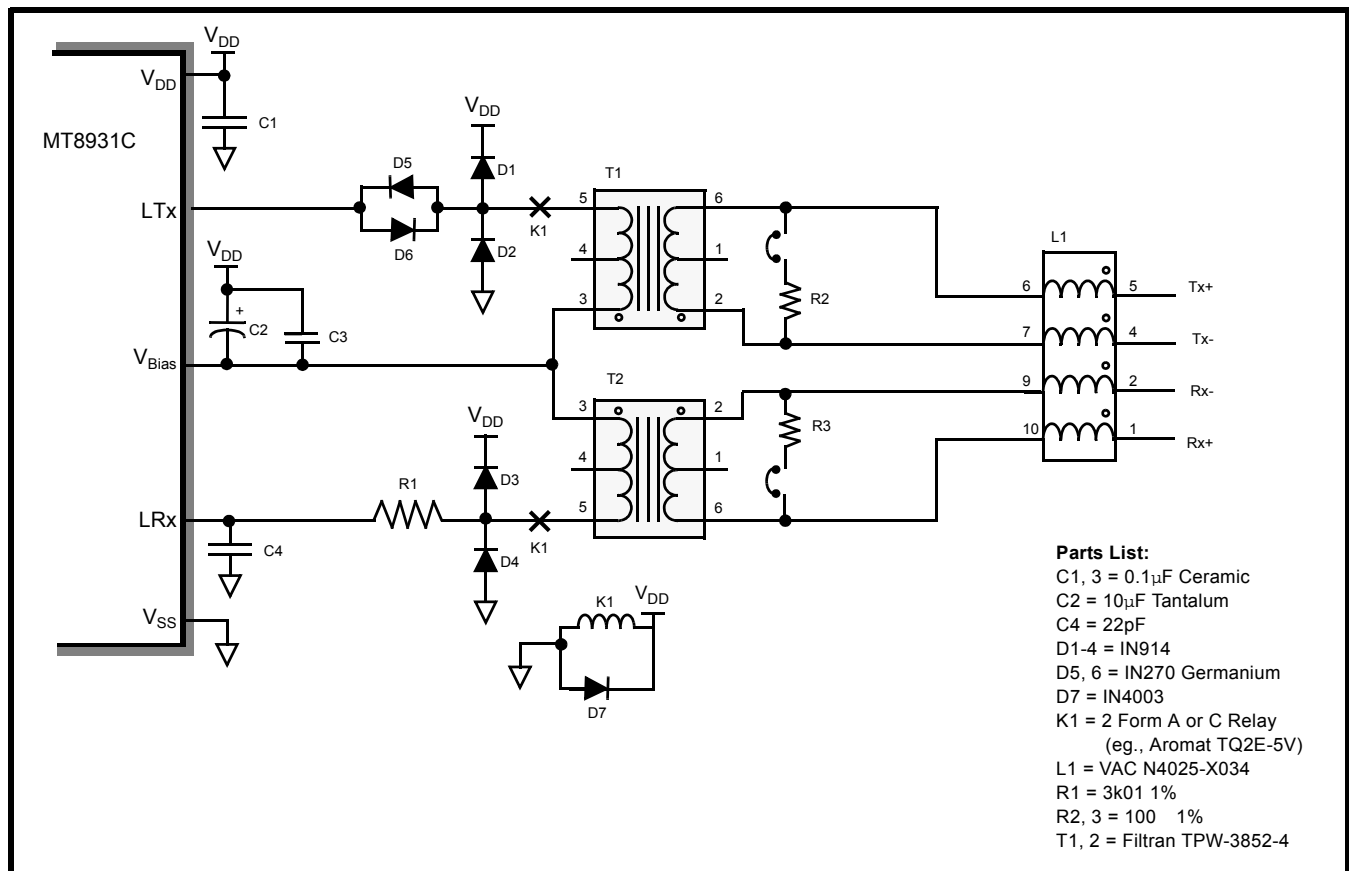 VDD
VDD
C1
MT8931C
VDD
D5
D1
T1
LTx
5
6
K1
D6
D2
4
1
L1
VDD
R2
3
2
6
5
Tx+
+
C2
C3
7
4
Tx-
VBias
T2
9
2
Rx-
3
2
VDD
R3
10
1
Rx+
D3
4
1
R1
LRx
5
6
K1
C4
D4
VSS
K1
VDD
D7
Parts List:
C1, 3 = 0.1μF Ceramic
C2 = 10μF Tantalum
C4 = 22pF
D1-4 = IN914
D5, 6 = IN270 Germanium
D7 = IN4003
K1 = 2 Form A or C Relay
(eg., Aromat TQ2E-5V)
L1 = VAC N4025-X034
R1 = 3k01 1%
R2, 3 = 100 1%
T1, 2 = Filtran TPW-3852-4